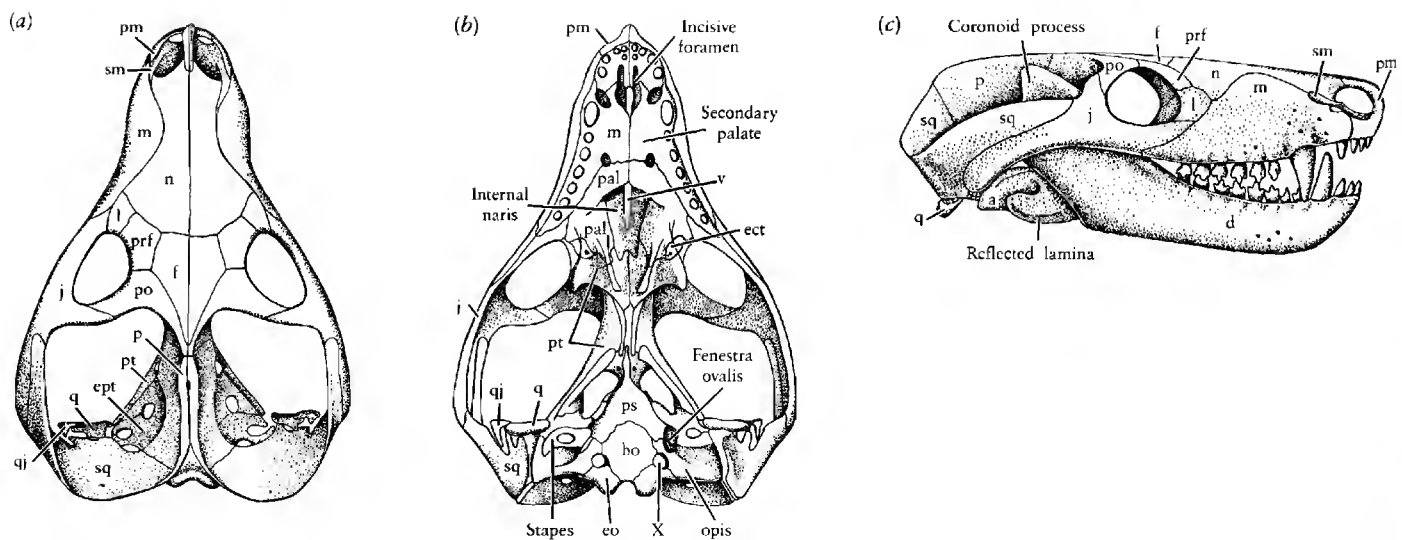 (a)
pm
sm
m
n
l
prf
f
j
po
p
pt
ept
q
qj
sq
(b)
pm
Incisive
foramen
m
Secondary
palate
pal
v
Internal
naris
pal
ect
j
pt
Fenestra
ovalis
qj
q
ps
bo
sq
Stapes
eo
X
opis
(c)
Coronoid process
f
prf
po
sm
n
pm
p
m
l
sq
sq
j
q
a
d
Reflected lamina